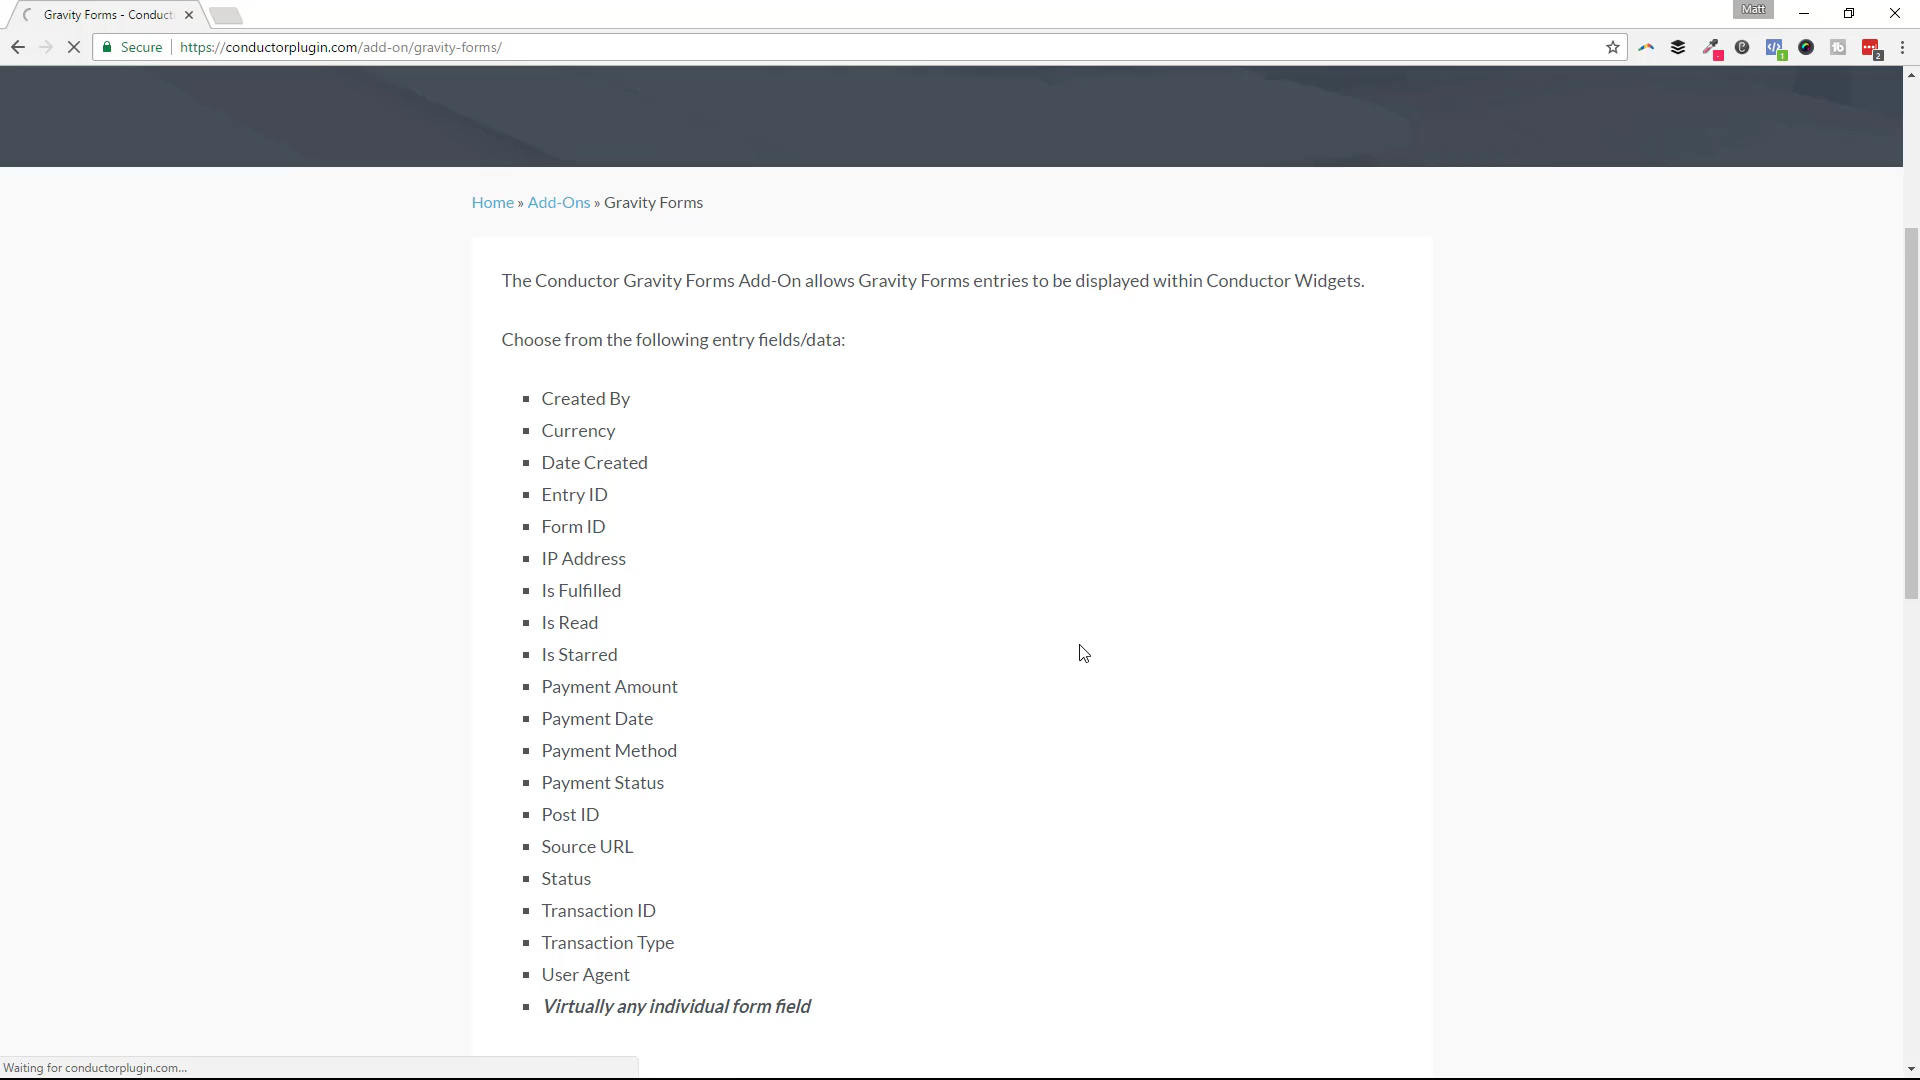 Gravity Forms - Conduct
Matt
Secure
https://conductorplugin.com/add-on/gravity-forms/
1
2
Home » Add-Ons » Gravity Forms
The Conductor Gravity Forms Add-On allows Gravity Forms entries to be displayed within Conductor Widgets.
Choose from the following entry fields/data:
Created By
Currency
Date Created
Entry ID
Form ID
IP Address
Is Fulfilled
Is Read
Is Starred
Payment Amount
Payment Date
Payment Method
Payment Status
Post ID
Source URL
Status
Transaction ID
Transaction Type
User Agent
Virtually any individual form field
Waiting for conductorplugin.com...